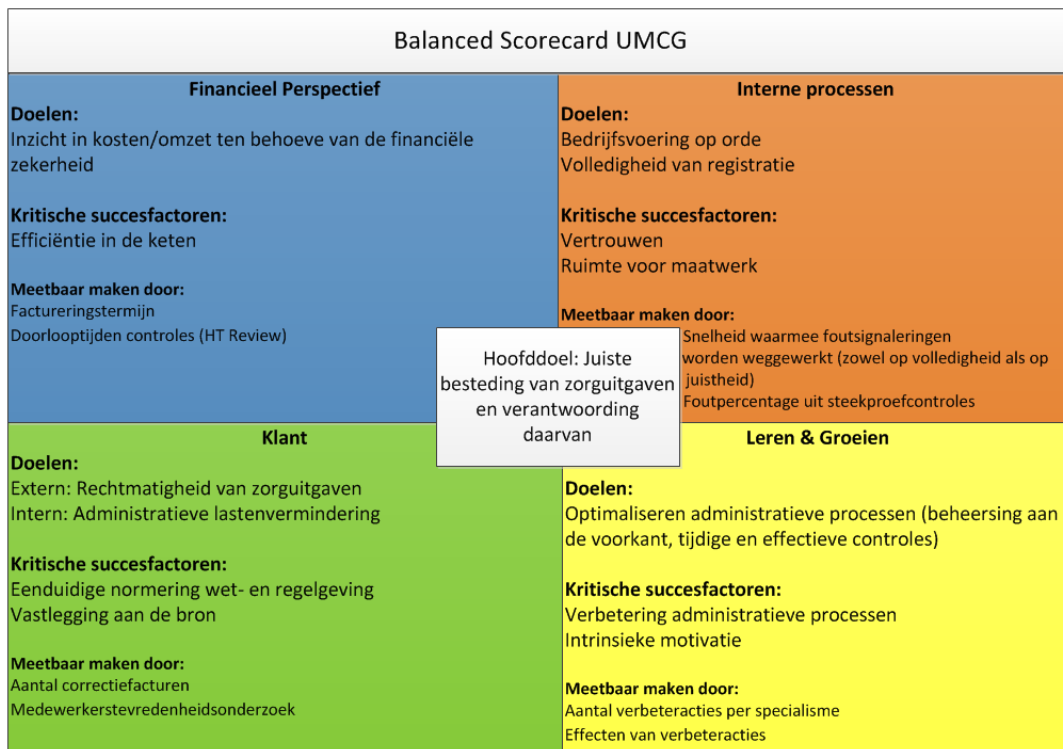 Balanced Scorecard UMCG
Financieel Perspectief
Doelen:
Inzicht in kosten/omzet ten behoeve van de financiële
zekerheid
Kritische succesfactoren:
Efficiëntie in de keten
Meetbaar maken door:
Factureringstermijn
Doorlooptijden controles (HT Review)
Interne processen
Doelen:
Bedrijfsvoering op orde
Volledigheid van registratie
Kritische succesfactoren:
Vertrouwen
Ruimte voor maatwerk
Meetbaar maken door:
Snelheid waarmee foutsignaleringen
worden weggewerkt (zowel op volledigheid als op
juistheid)
Foutpercentage uit steekproefcontroles
Hoofddoel: Juiste
besteding van zorguitgaven
en verantwoording
daarvan
Klant
Doelen:
Extern: Rechtmatigheid van zorguitgaven
Intern: Administratieve lastenvermindering
Kritische succesfactoren:
Eenduidige normering wet- en regelgeving
Vastlegging aan de bron
Meetbaar maken door:
Aantal correctiefacturen
Medewerkerstevredenheidsonderzoek
Leren & Groeien
Doelen:
Optimaliseren administratieve processen (beheersing aan
de voorkant, tijdige en effectieve controles)
Kritische succesfactoren:
Verbetering administratieve processen
Intrinsieke motivatie
Meetbaar maken door:
Aantal verbeteracties per specialisme
Effecten van verbeteracties